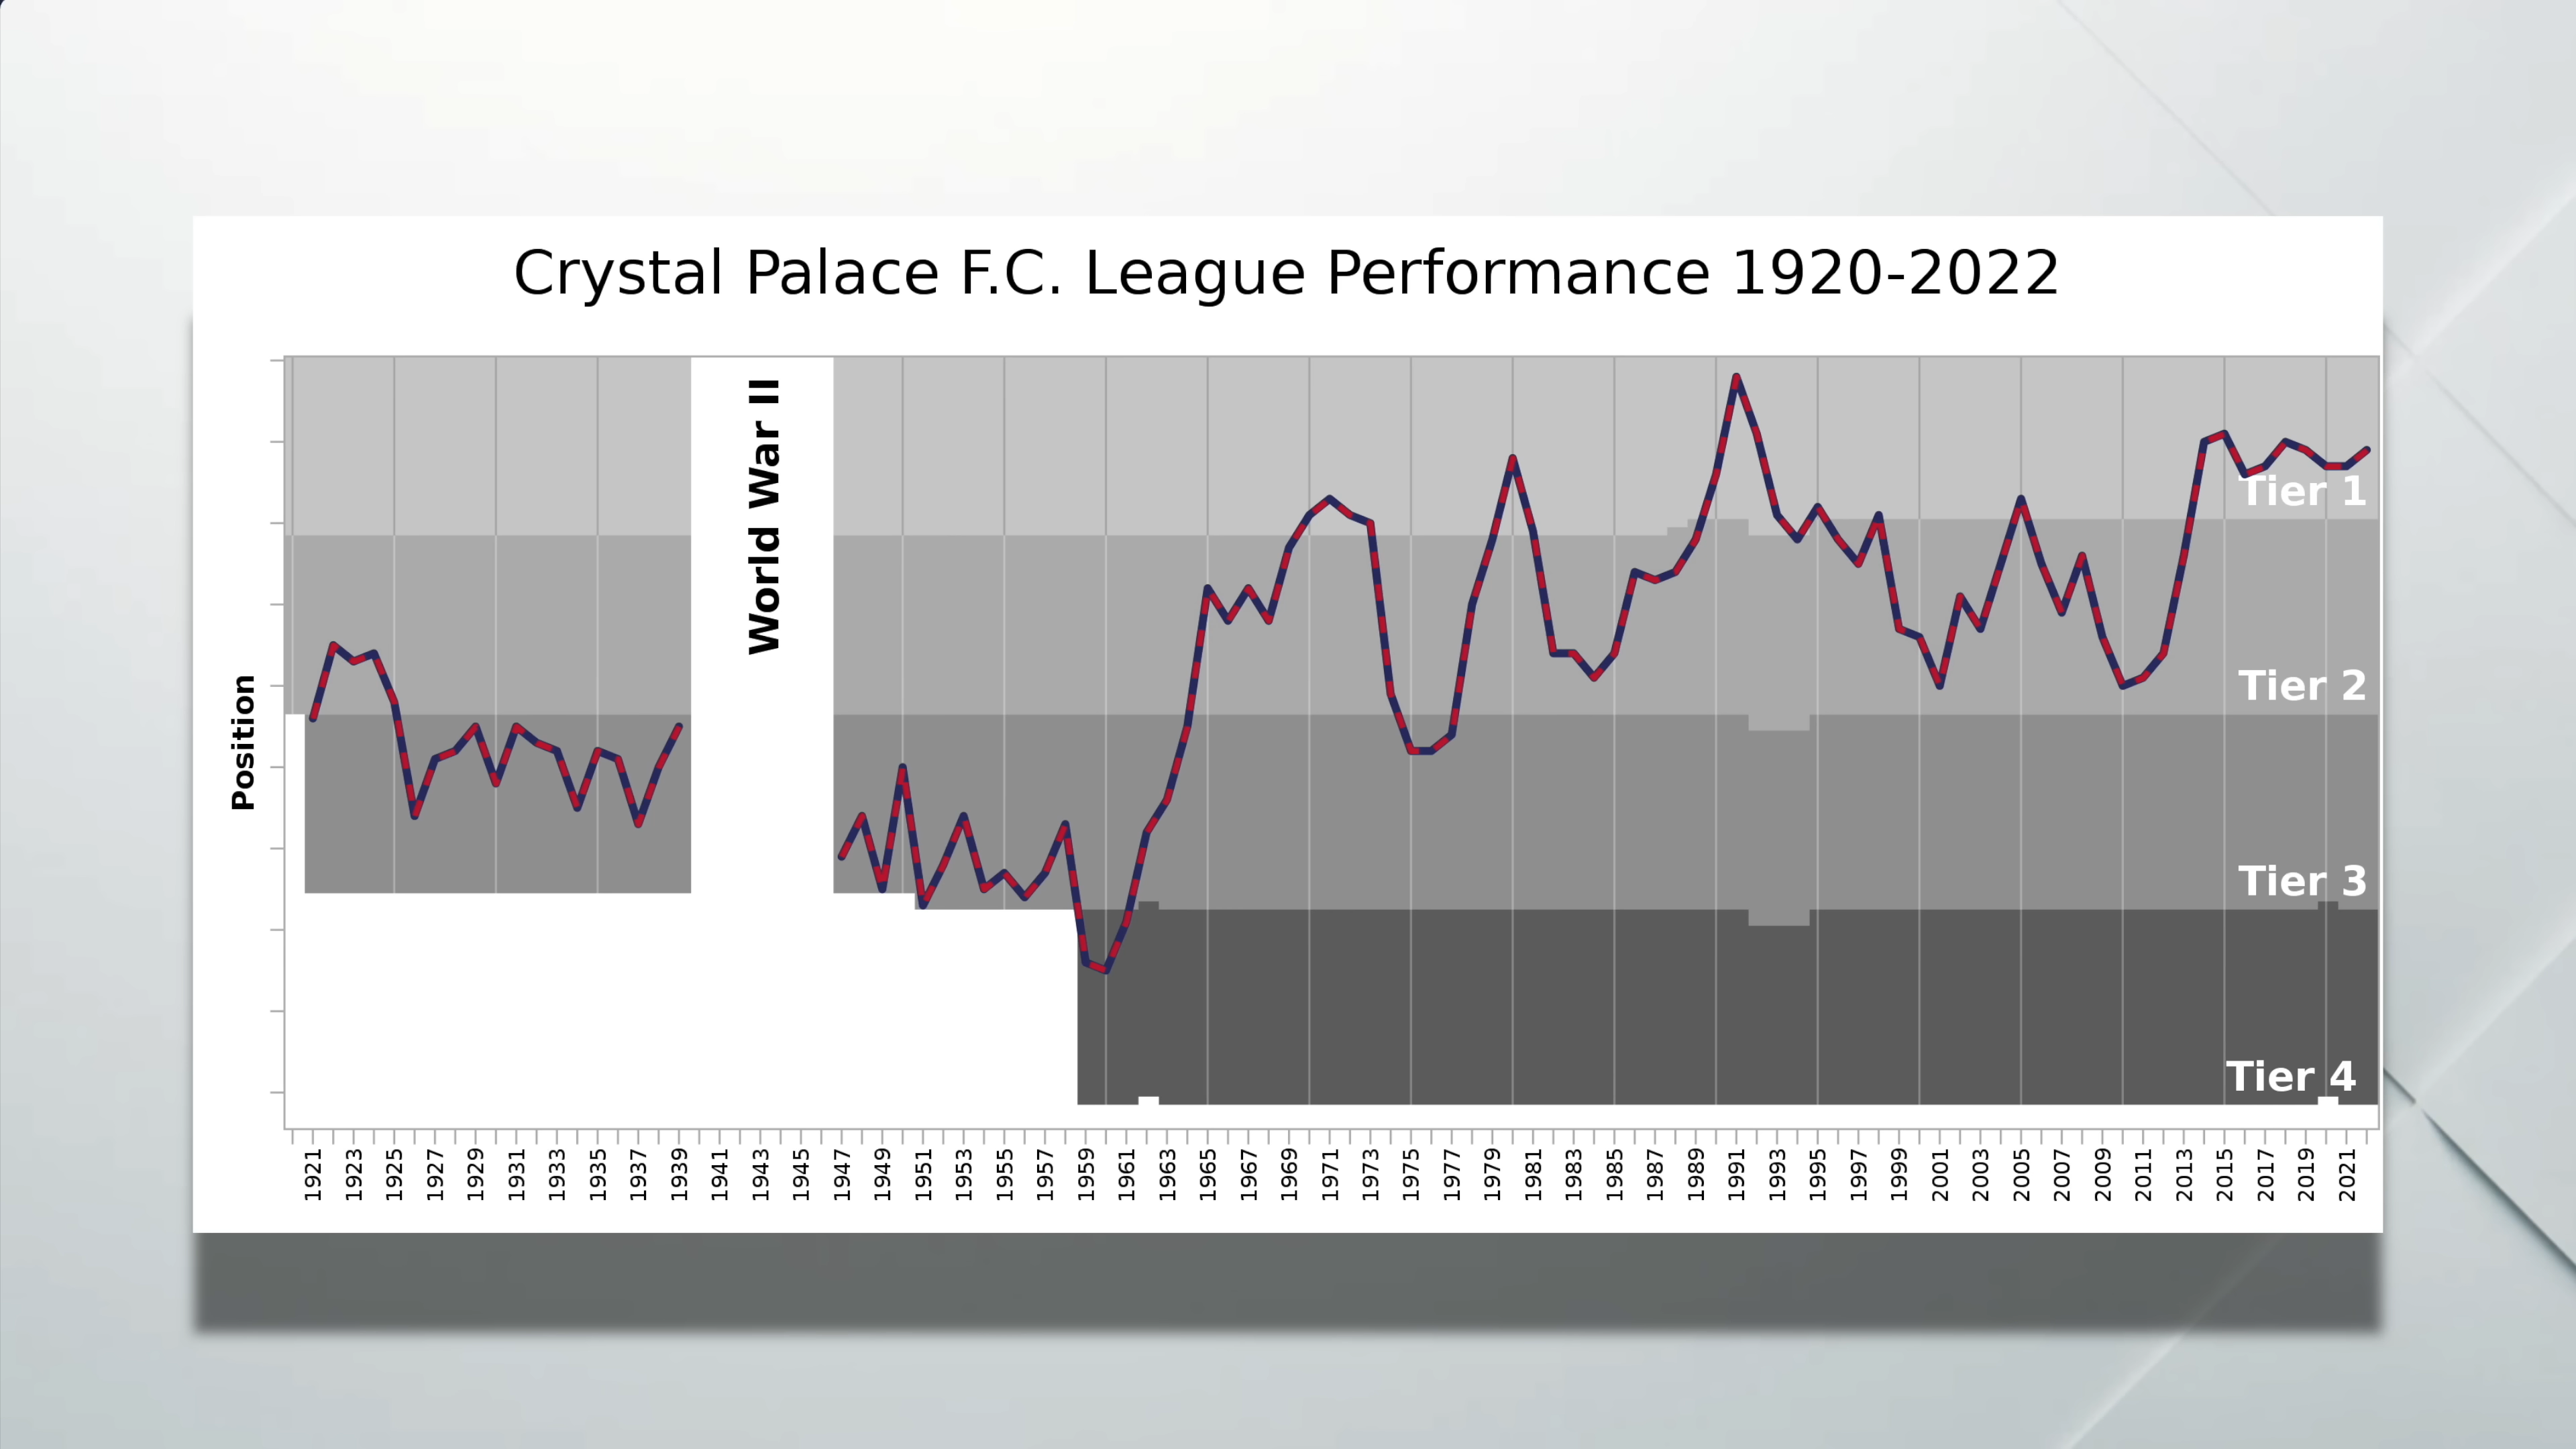 Crystal Palace F.C. League Performance 1920-2022
World War II
Position
Tier 1
Tier 2
Tier 3
Tier 4
1921 1923 1925 1927 1929 1931 1933 1935 1937 1939 1941 1943 1945 1947 1949 1951 1953 1955 1957 1959 1961 1963 1965 1967 1969 1971 1973 1975 1977 1979 1981 1983 1985 1987 1989 1991 1993 1995 1997 1999 2001 2003 2005 2007 2009 2011 2013 2015 2017 2019 2021